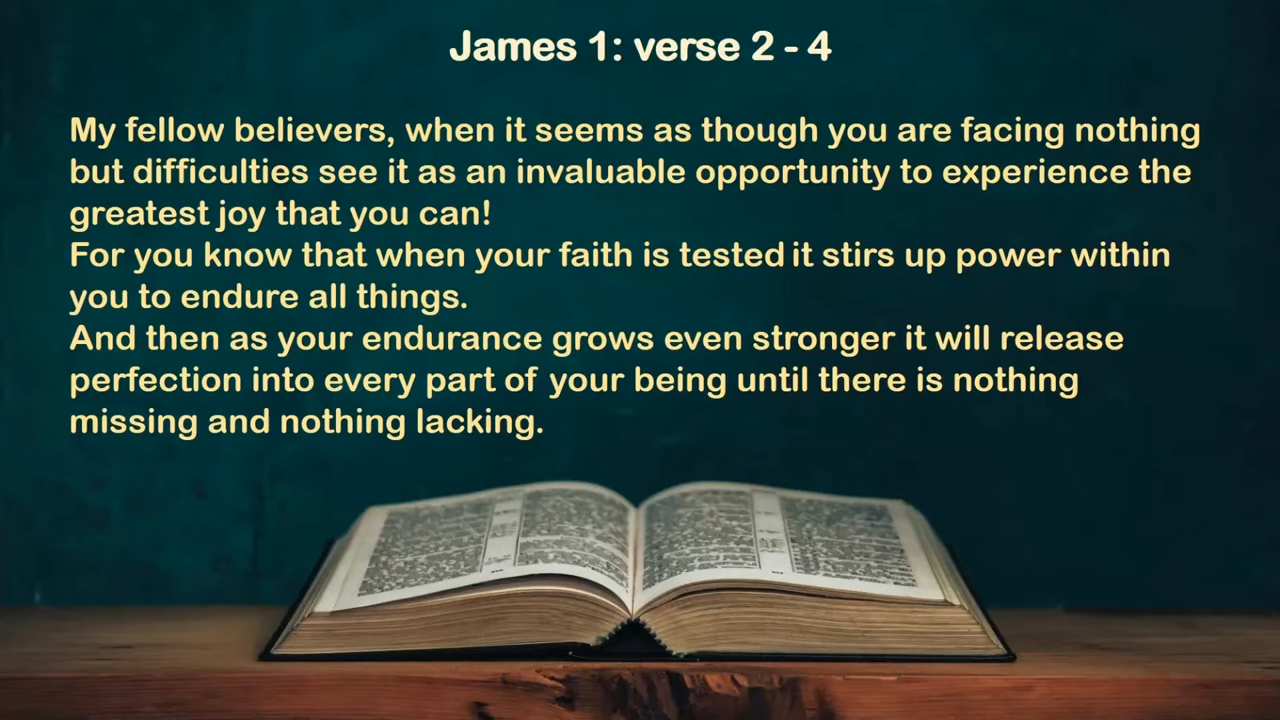 James 1: verse 2 - 4
My fellow believers, when it seems as though you are facing nothing
but difficulties see it as an invaluable opportunity to experience the
greatest joy that you can!
For you know that when your faith is tested it stirs up power within
you to endure all things.
And then as your endurance grows even stronger it will release
perfection into every part of your being until there is nothing
missing and nothing lacking.